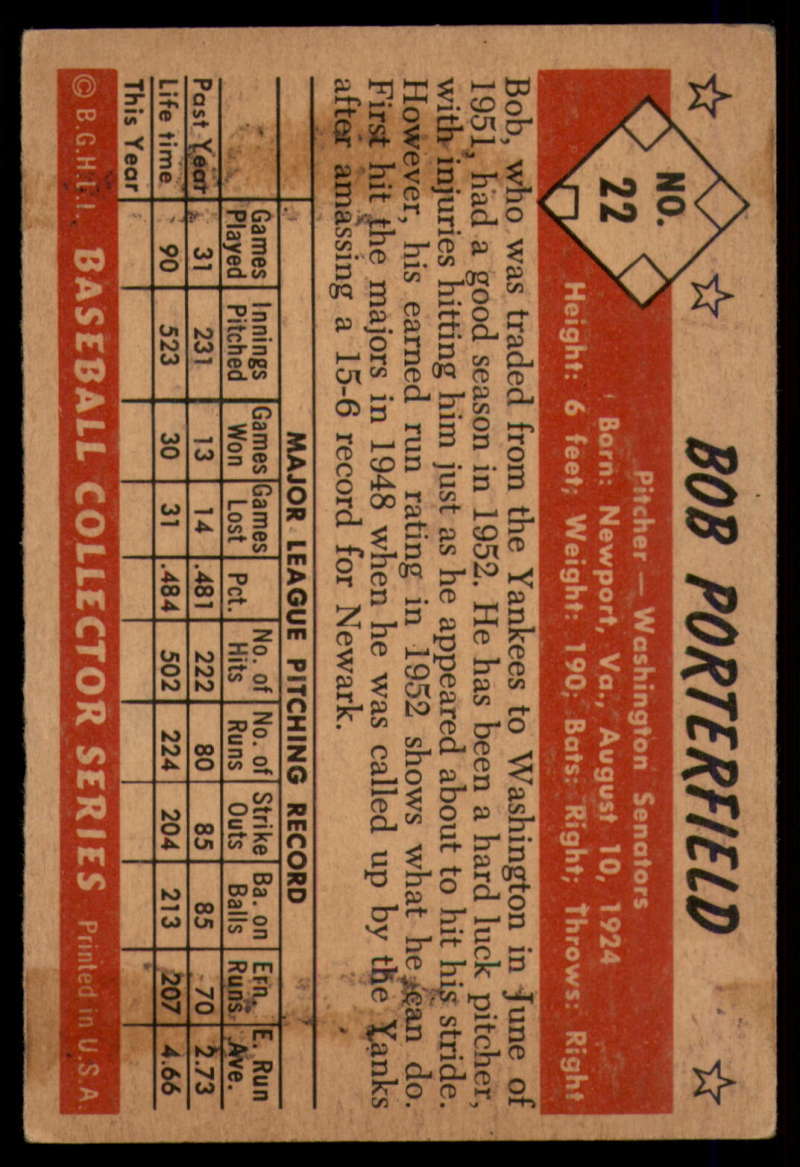 BOB PORTERFIELD
NO.
22
Pitcher — Washington Senators
Born: Newport, Va., August 10, 1924
Height: 6 feet; Weight: 190; Bats: Right; Throws: Right
Bob, who was traded from the Yankees to Washington in June of
1951, had a good season in 1952. He has been a hard luck pitcher,
with injuries hitting him just as he appeared about to hit his stride.
However, his earned run rating in 1952 shows what he can do.
First hit the majors in 1948 when he was called up by the Yanks
after amassing a 15-6 record for Newark.
MAJOR LEAGUE PITCHING RECORD
Games Innings Games Games No. of No. of Strike Ba. on Ern. E. Run
Played Pitched Won Lost Pct. Hits Runs Outs Balls Runs Ave.
Past Year 31 231 13 14 .481 222 80 85 85 70 2.73
Life time 90 523 30 31 .484 502 224 204 213 207 4.66
This Year
© B.G.H.L.I. BASEBALL COLLECTOR SERIES Printed in U.S.A.